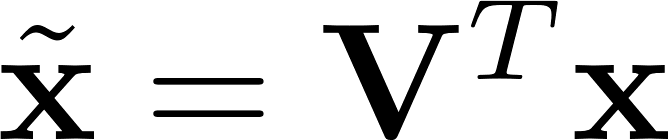 x̃ = Vᵀx